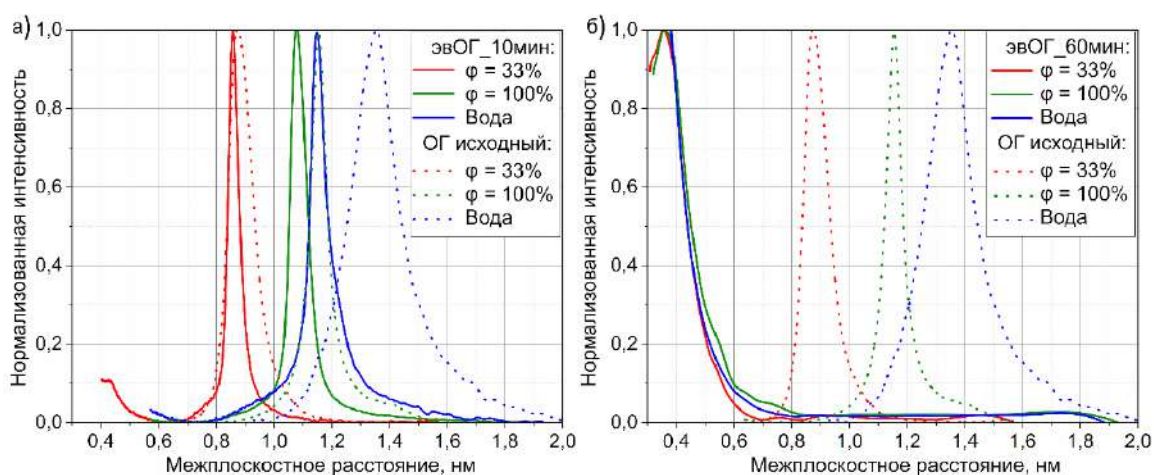 а)
Нормализованная интенсивность
1,0
0,8
0,6
0,4
0,2
0,0
0,4 0,6 0,8 1,0 1,2 1,4 1,6 1,8 2,0
Межплоскостное расстояние, нм
эвОГ_10мин:
φ = 33%
φ = 100%
Вода
ОГ исходный:
φ = 33%
φ = 100%
Вода
б)
Нормализованная интенсивность
1,0
0,8
0,6
0,4
0,2
0,0
0,4 0,6 0,8 1,0 1,2 1,4 1,6 1,8 2,0
Межплоскостное расстояние, нм
эвОГ_60мин:
φ = 33%
φ = 100%
Вода
ОГ исходный:
φ = 33%
φ = 100%
Вода